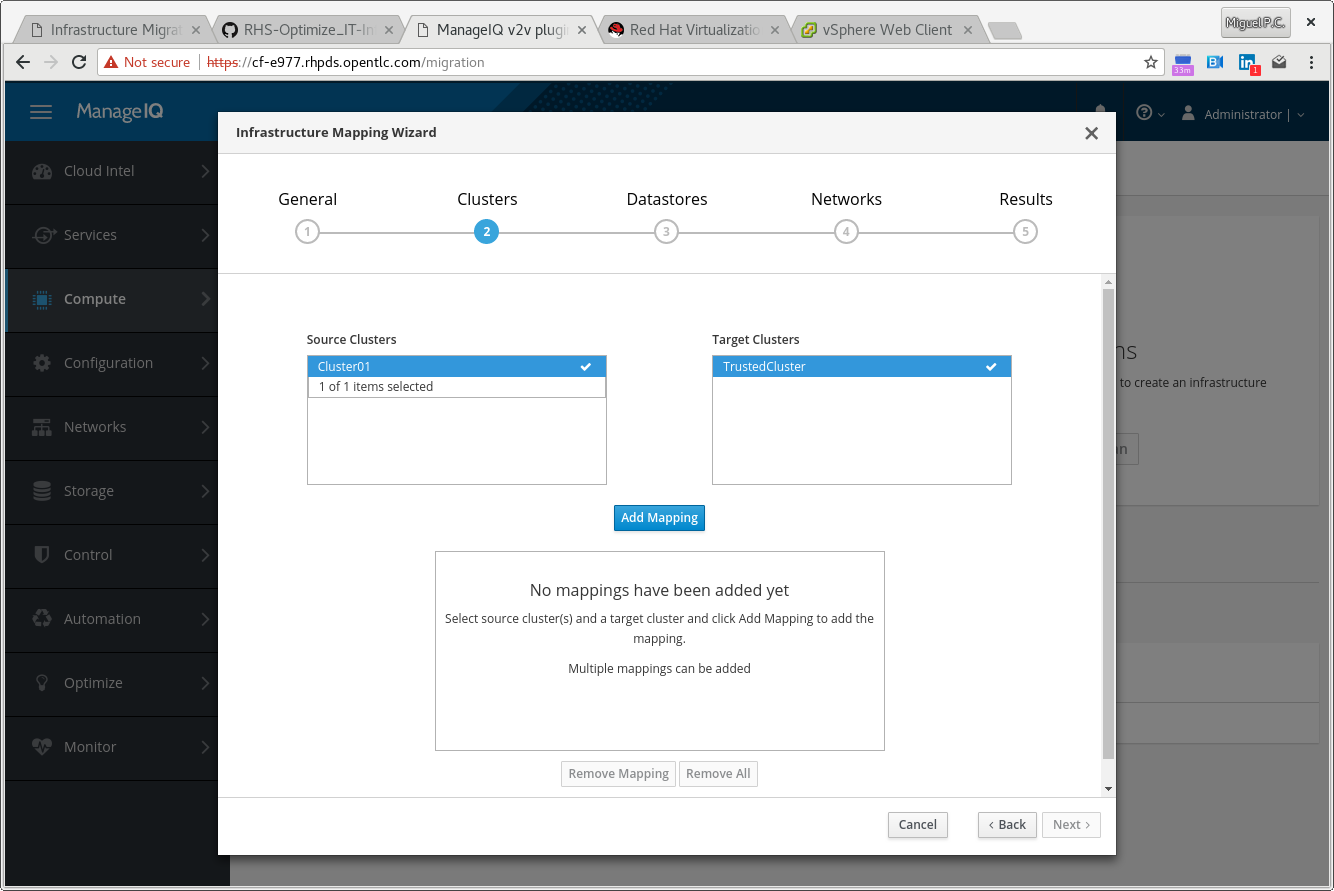 Infrastructure Migrat
RHS-Optimize_IT-In
ManageIQ v2v plugin
Red Hat Virtualizatio
vSphere Web Client
Miguel P.C.
Not secure
https://cf-e977.rhpds.opentlc.com/migration
33m
B
in
1
ManageIQ
Administrator |
Cloud Intel
Services
Compute
Configuration
Networks
Storage
Control
Automation
Optimize
Monitor
Infrastructure Mapping Wizard
General
Clusters
Datastores
Networks
Results
1
2
3
4
5
Source Clusters
Target Clusters
Cluster01
TrustedCluster
1 of 1 items selected
Add Mapping
No mappings have been added yet
Select source cluster(s) and a target cluster and click Add Mapping to add the
mapping.
Multiple mappings can be added
Remove Mapping
Remove All
Cancel
‹ Back
Next ›
ns
to create an infrastructure
an